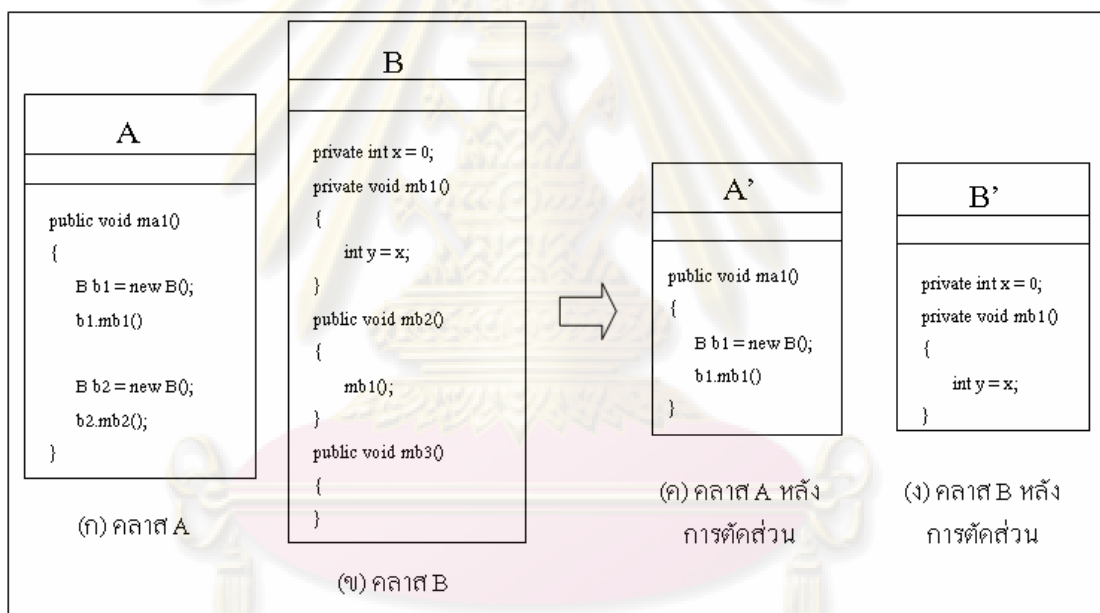 A
public void ma1()
{
B b1 = new B();
b1.mb1()
B b2 = new B();
b2.mb2();
}
(ก) คลาส A
B
private int x = 0;
private void mb1()
{
int y = x;
}
public void mb2()
{
mb1();
}
public void mb3()
{
}
(ข) คลาส B
A’
public void ma1()
{
B b1 = new B();
b1.mb1()
}
(ค) คลาส A หลัง
การตัดส่วน
B’
private int x = 0;
private void mb1()
{
int y = x;
}
(ง) คลาส B หลัง
การตัดส่วน